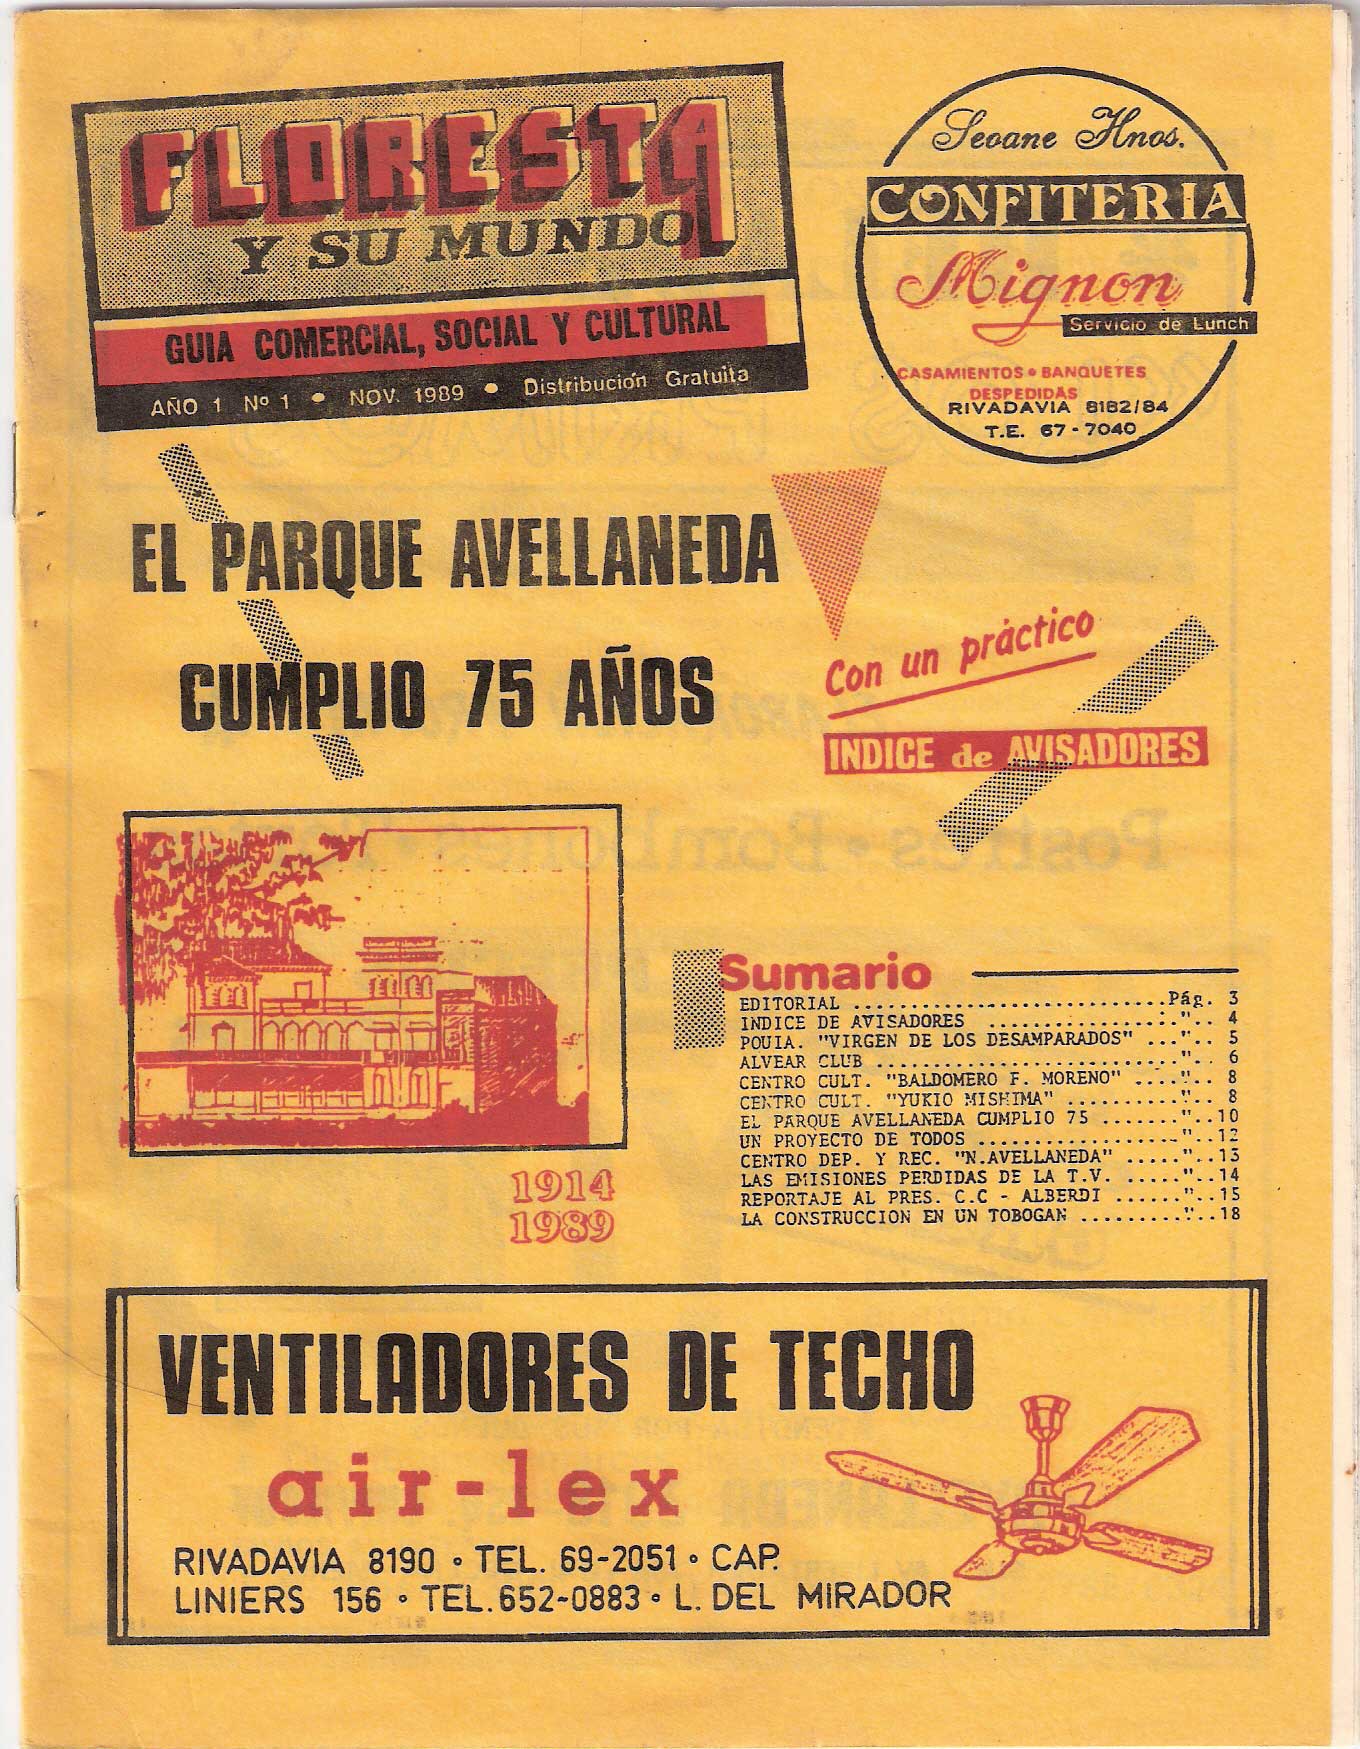 FLORESTA
Y SU MUNDO
GUIA COMERCIAL, SOCIAL Y CULTURAL
AÑO 1 Nº 1 • NOV. 1989 • Distribución Gratuita
Seoane Hnos.
CONFITERIA
Mignon
Servicio de Lunch
CASAMIENTOS • BANQUETES
DESPEDIDAS
RIVADAVIA 8182/84
T.E. 67-7040
EL PARQUE AVELLANEDA
CUMPLIO 75 AÑOS
Con un práctico
INDICE de AVISADORES
1914
1989
Sumario
EDITORIAL ............................Pág. 3
INDICE DE AVISADORES .................".. 4
POUIA. "VIRGEN DE LOS DESAMPARADOS" ...".. 5
ALVEAR CLUB ...........................".. 6
CENTRO CULT. "BALDOMERO F. MORENO" ....".. 8
CENTRO CULT. "YUKIO MISHIMA" ..........".. 8
EL PARQUE AVELLANEDA CUMPLIO 75 .......".. 10
UN PROYECTO DE TODOS ..................".. 12
CENTRO DEP. Y REC. "N.AVELLANEDA" .....".. 13
LAS EMISIONES PERDIDAS DE LA T.V. .....".. 14
REPORTAJE AL PRES. C.C - ALBERDI ......".. 15
LA CONSTRUCCION EN UN TOBOGAN .........".. 18
VENTILADORES DE TECHO
air-lex
RIVADAVIA 8190 • TEL. 69-2051 • CAP.
LINIERS 156 • TEL. 652-0883 • L. DEL MIRADOR